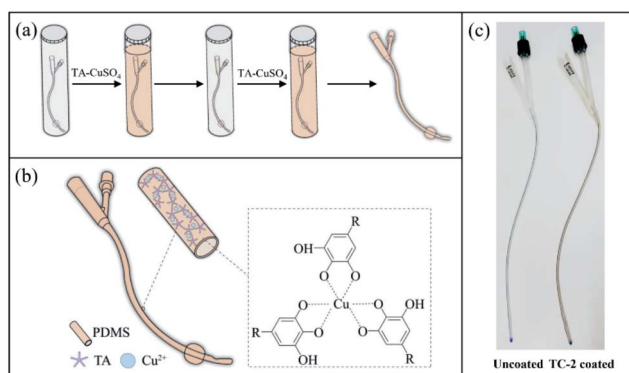 (a)
TA-CuSO₄
TA-CuSO₄
(b)
PDMS
TA
Cu²⁺
R
OH
O
O
Cu
O
O
R
OH
O
O
OH
R
(c)
Uncoated TC-2 coated